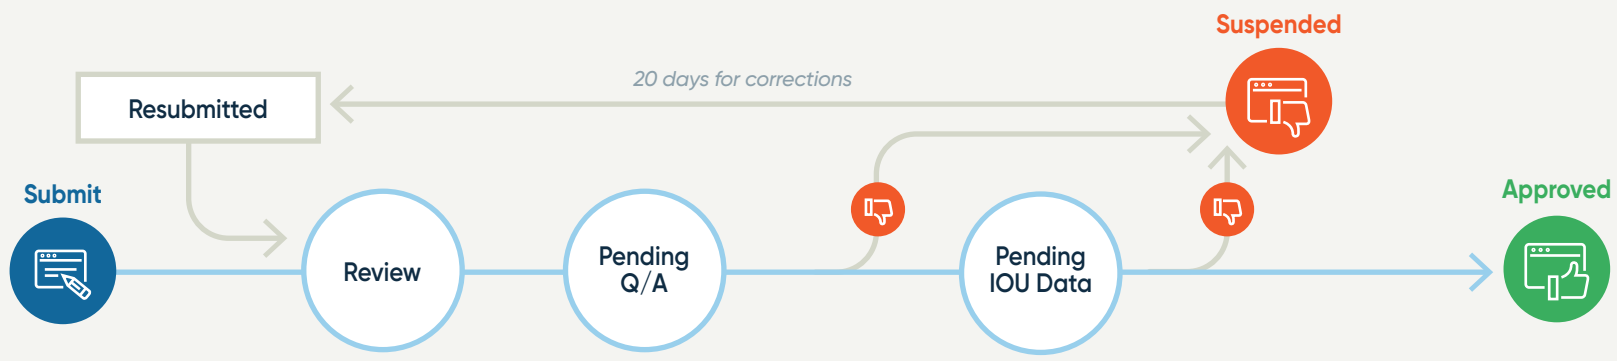 Suspended
20 days for corrections
Resubmitted
Submit
Approved
Review
Pending
Q/A
Pending
IOU Data